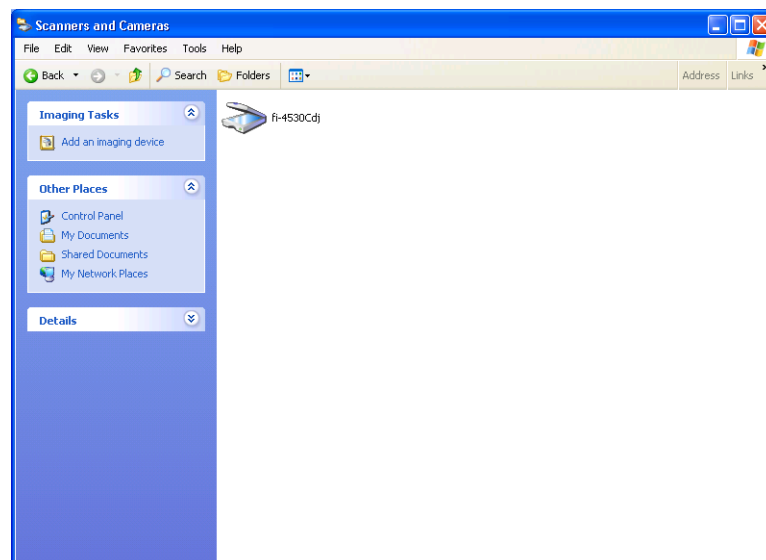 Scanners and Cameras
File Edit View Favorites Tools Help
Back Search Folders Address Links »
Imaging Tasks
Add an imaging device
Other Places
Control Panel
My Documents
Shared Documents
My Network Places
Details
fi-4530Cdj